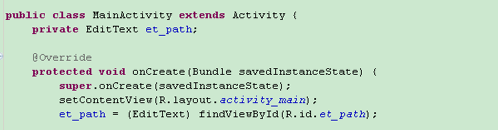 public class MainActivity extends Activity {
private EditText et_path;
@Override
protected void onCreate(Bundle savedInstanceState) {
super.onCreate(savedInstanceState);
setContentView(R.layout.activity_main);
et_path = (EditText) findViewById(R.id.et_path);